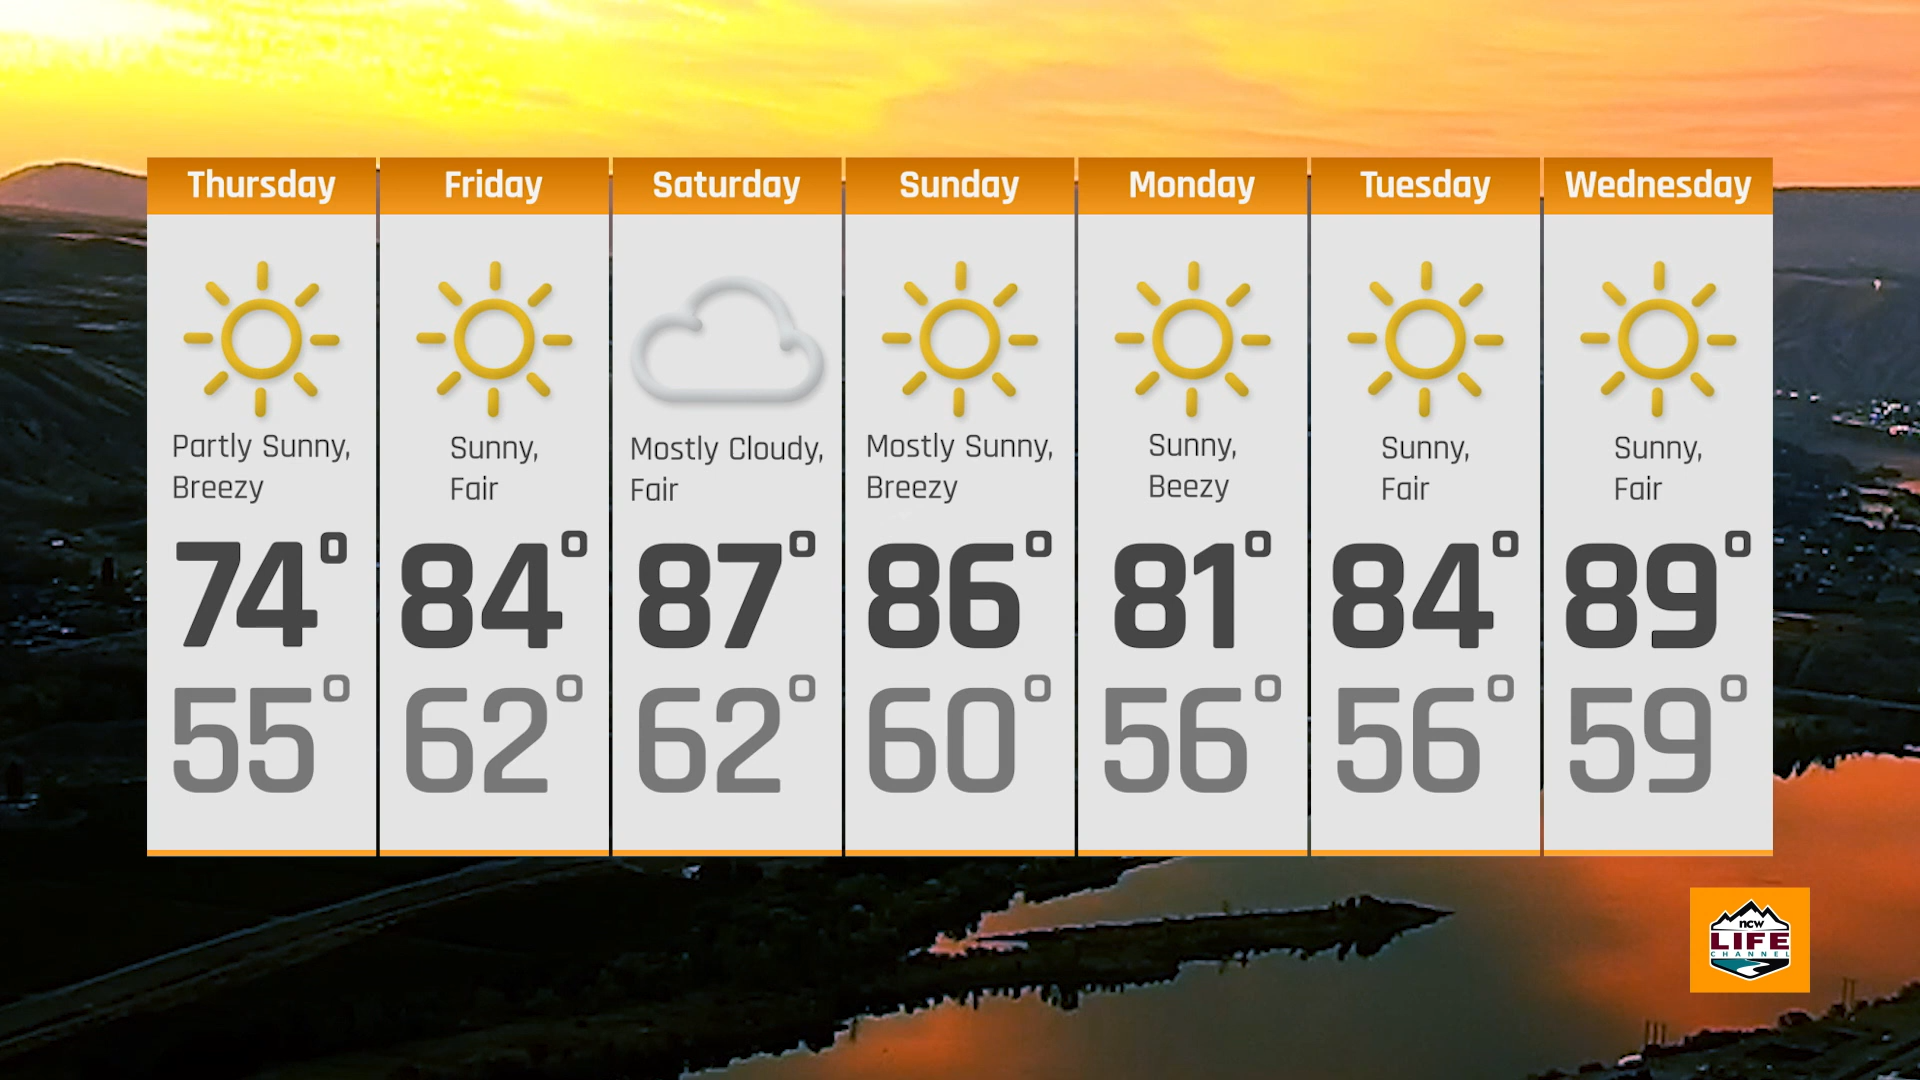 Thursday
Friday
Saturday
Sunday
Monday
Tuesday
Wednesday
Partly Sunny,
Breezy
Sunny,
Fair
Mostly Cloudy,
Fair
Mostly Sunny,
Breezy
Sunny,
Beezy
Sunny,
Fair
Sunny,
Fair
74°
84°
87°
86°
81°
84°
89°
55°
62°
62°
60°
56°
56°
59°
ncw
LIFE
CHANNEL